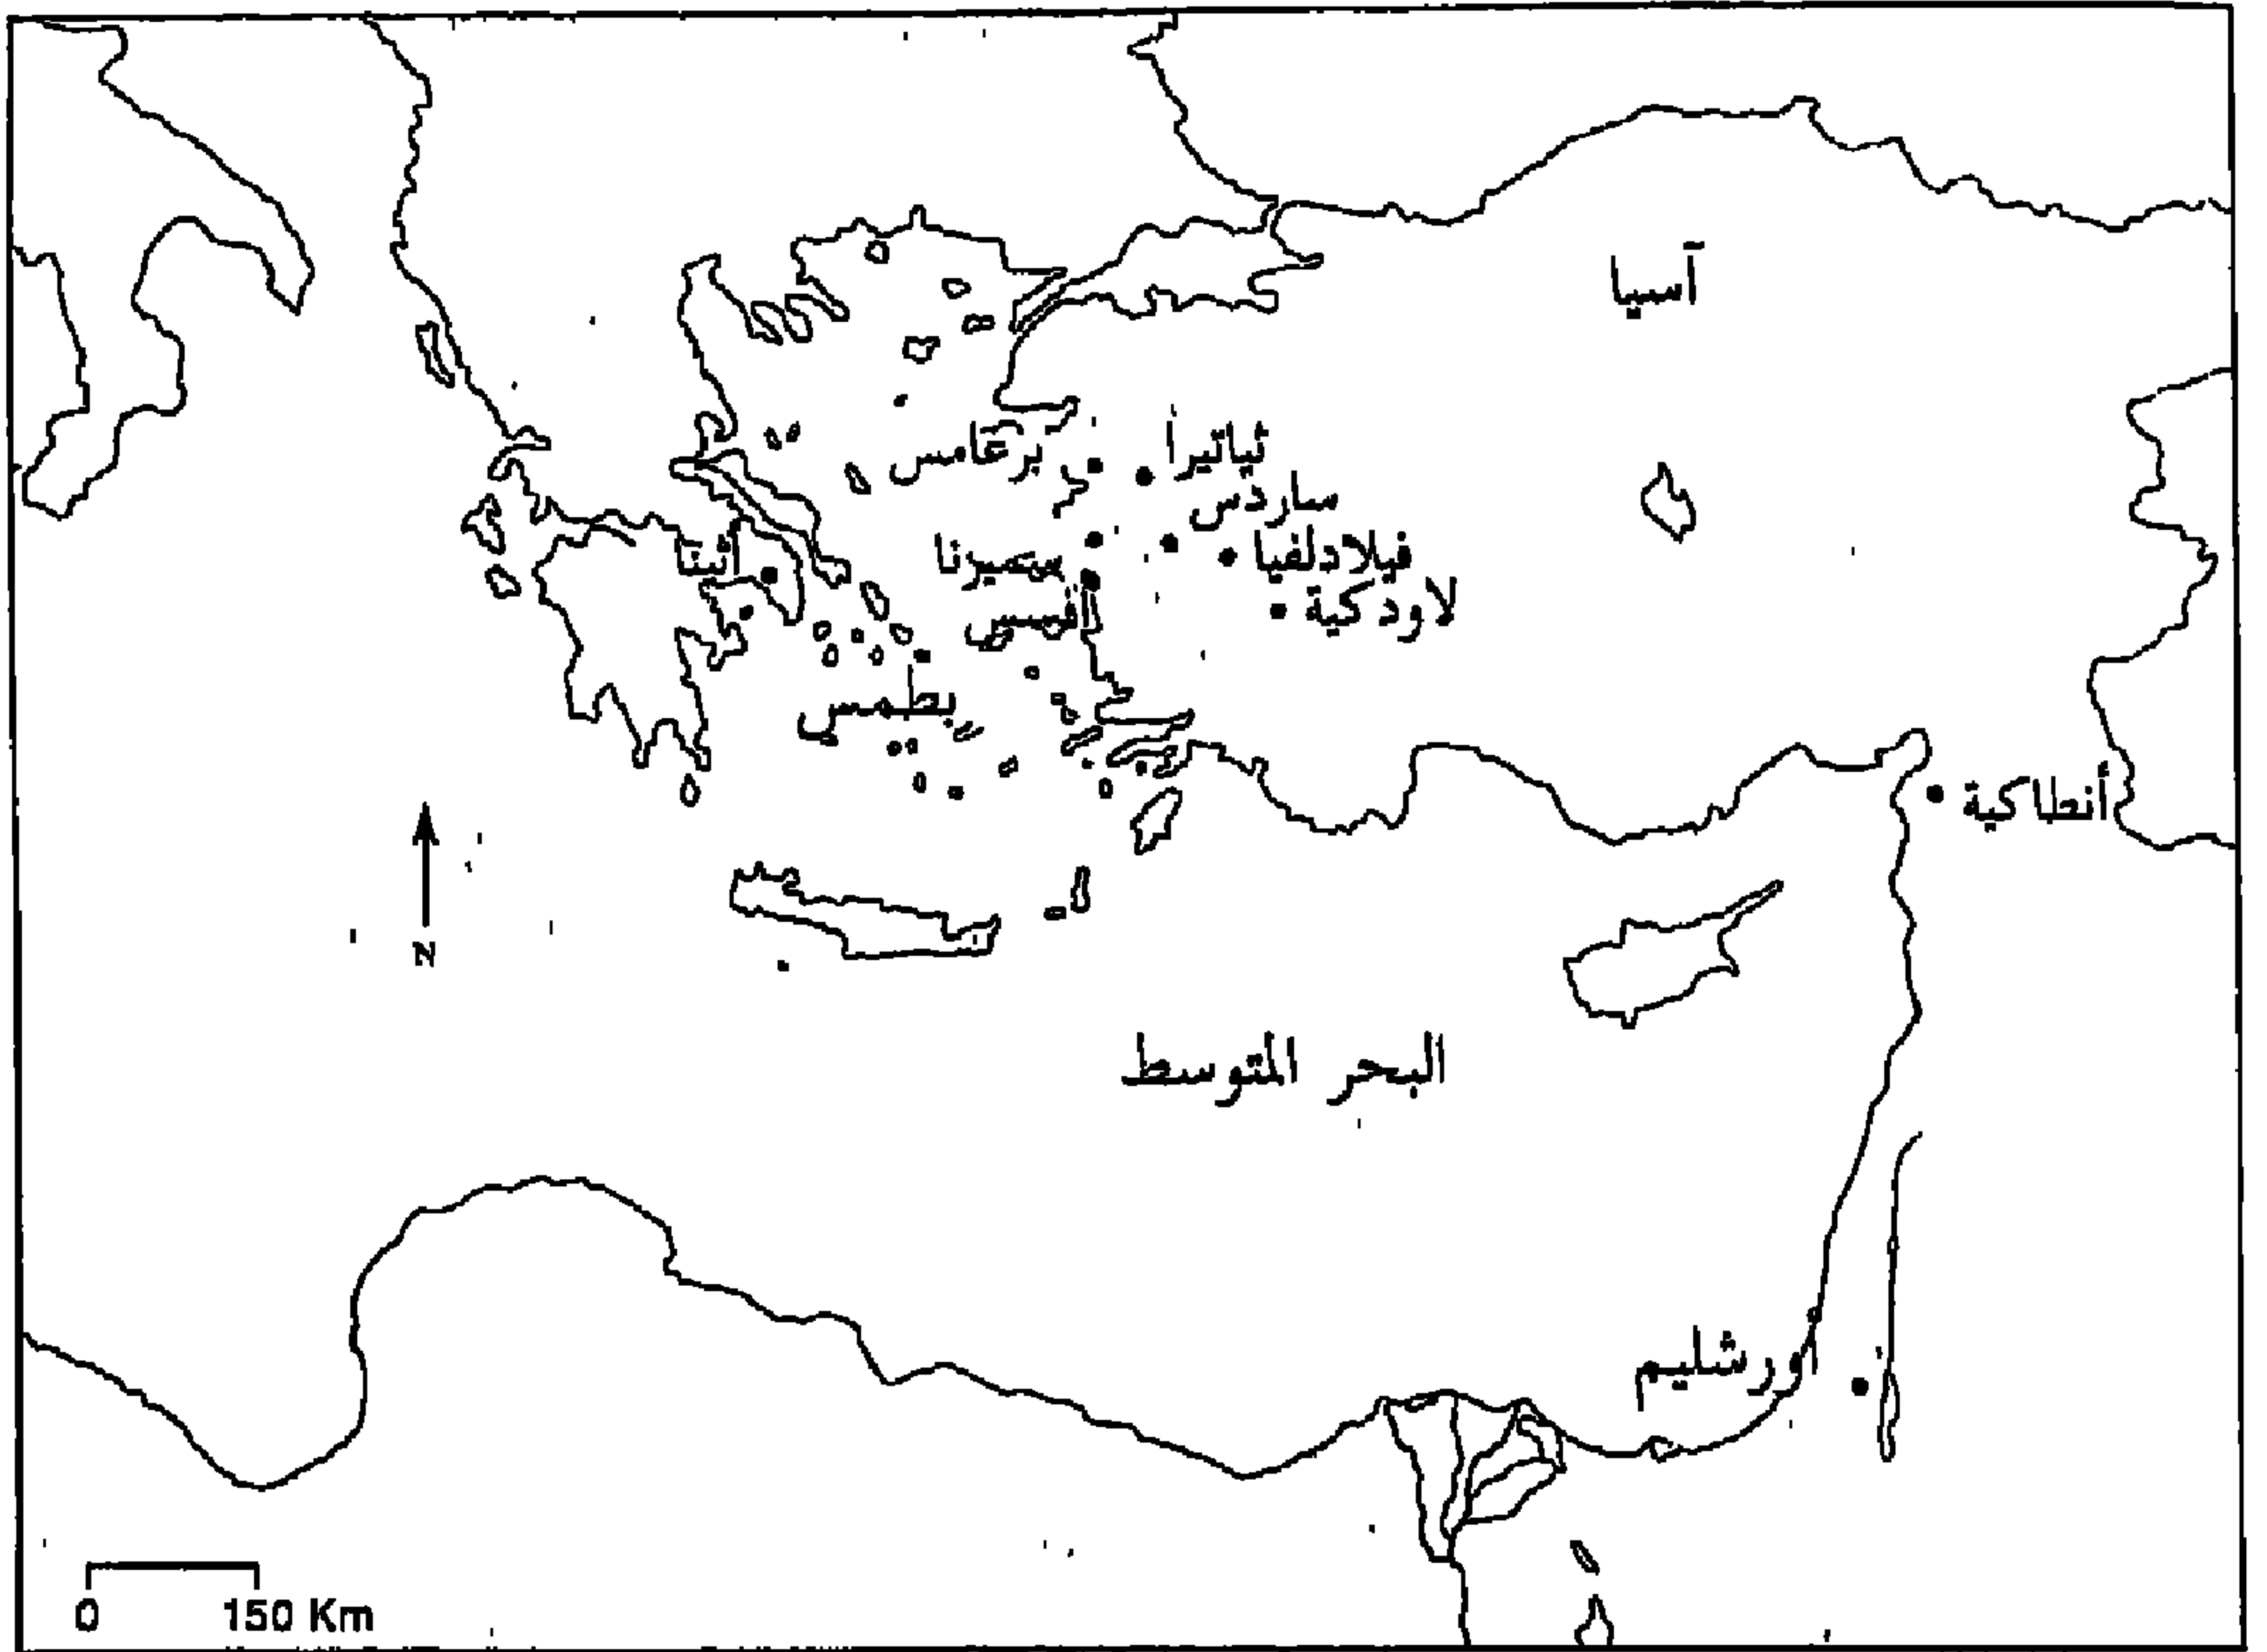 آسيا
برغامس
ثياتيرا
ساردس
سميرنا
فيلادلفيا
أثينا
لاودكية
أفسس
بطمس
أنطاكية
N
البحر المتوسط
أورشليم
0 150 Km